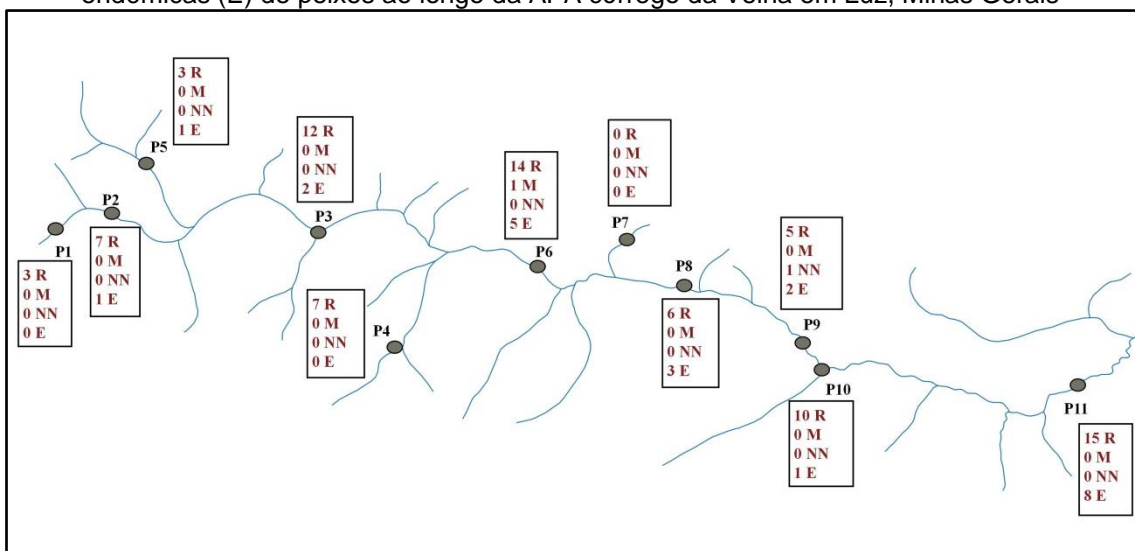 endêmicas (E) de peixes ao longo da APA córrego da Velha em Luz, Minas Gerais
3 R
0 M
0 NN
1 E
P5
12 R
0 M
0 NN
2 E
P3
14 R
1 M
0 NN
5 E
P6
0 R
0 M
0 NN
0 E
P7
P2
7 R
0 M
0 NN
1 E
P1
3 R
0 M
0 NN
0 E
7 R
0 M
0 NN
0 E
P4
P8
6 R
0 M
0 NN
3 E
5 R
0 M
1 NN
2 E
P9
P10
10 R
0 M
0 NN
1 E
P11
15 R
0 M
0 NN
8 E